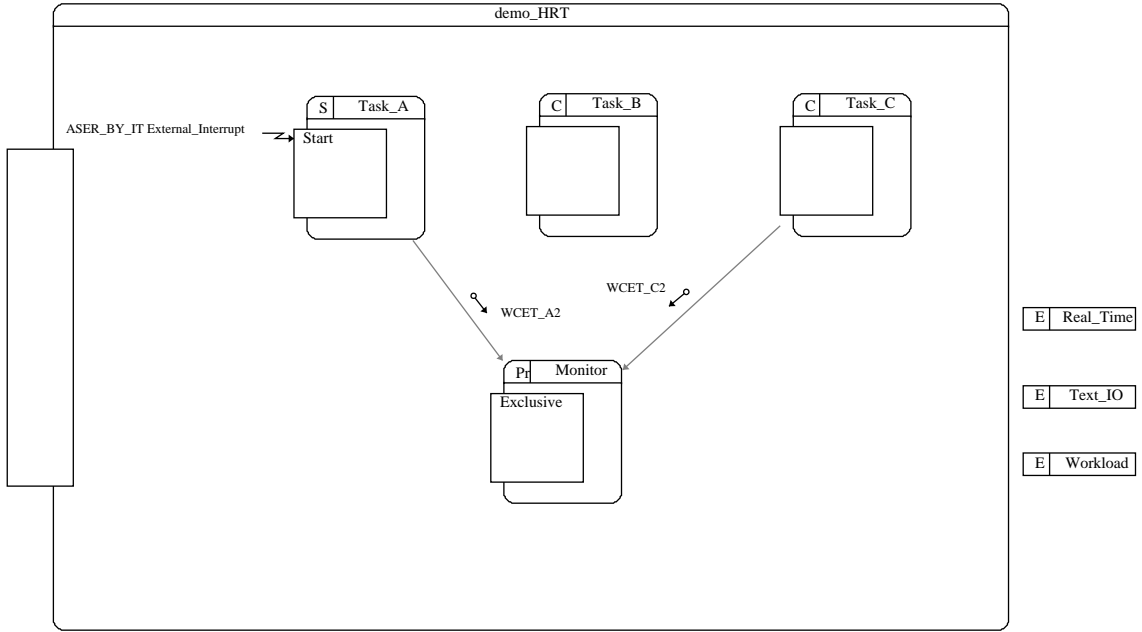 demo_HRT
S Task_A
C Task_B
C Task_C
ASER_BY_IT External_Interrupt
Start
WCET_A2
WCET_C2
E Real_Time
Pr Monitor
Exclusive
E Text_IO
E Workload